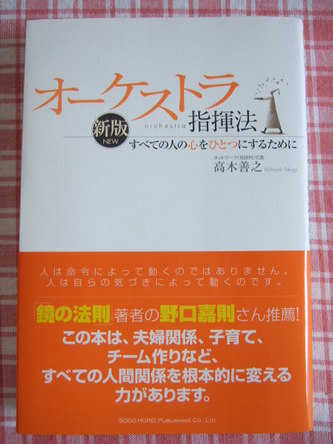 オーケストラ
新版
NEW
orchestra
指揮法
すべての人の心をひとつにするために
ネットワーク『地球村』代表
高木善之 Yoshiyuki Takagi
人は命令によって動くのではありません。
人は自らの気づきによって動くのです。
「鏡の法則」著者の野口嘉則さん推薦!
この本は、夫婦関係、子育て、
チーム作りなど、
すべての人間関係を根本的に変える
力があります。
SOGO HOREI PUBLISHING CO., LTD